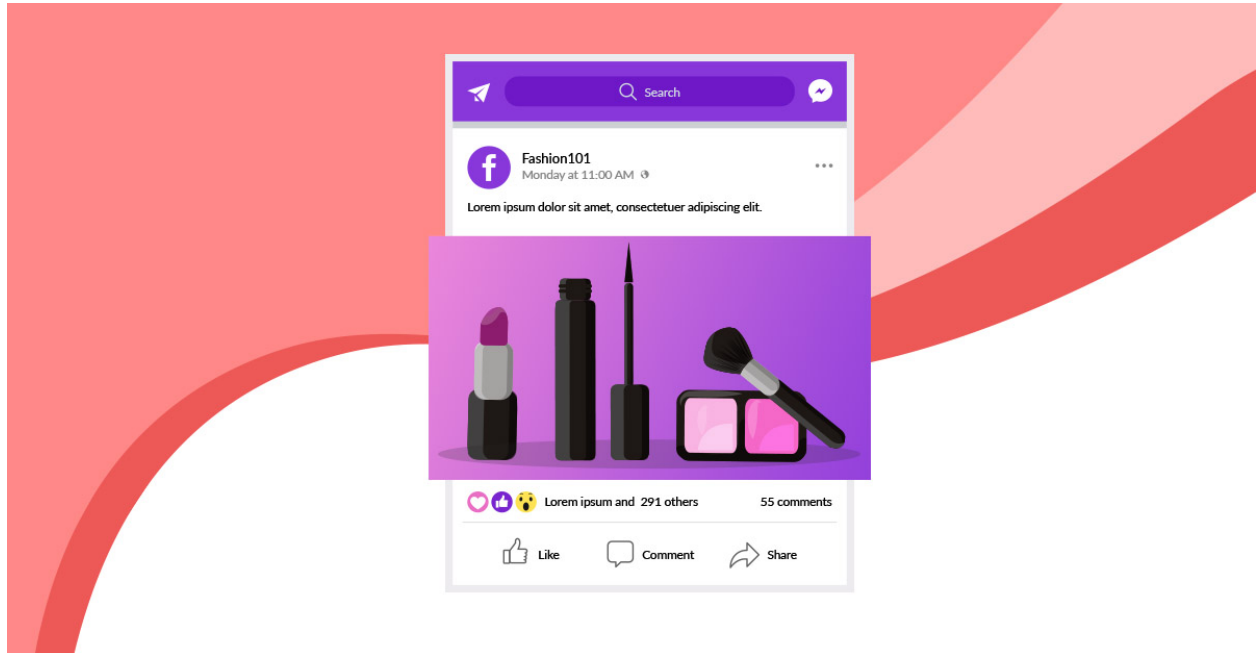 Search
Fashion101
Monday at 11:00 AM
Lorem ipsum dolor sit amet, consectetuer adipiscing elit.
Lorem ipsum and 291 others 55 comments
Like Comment Share